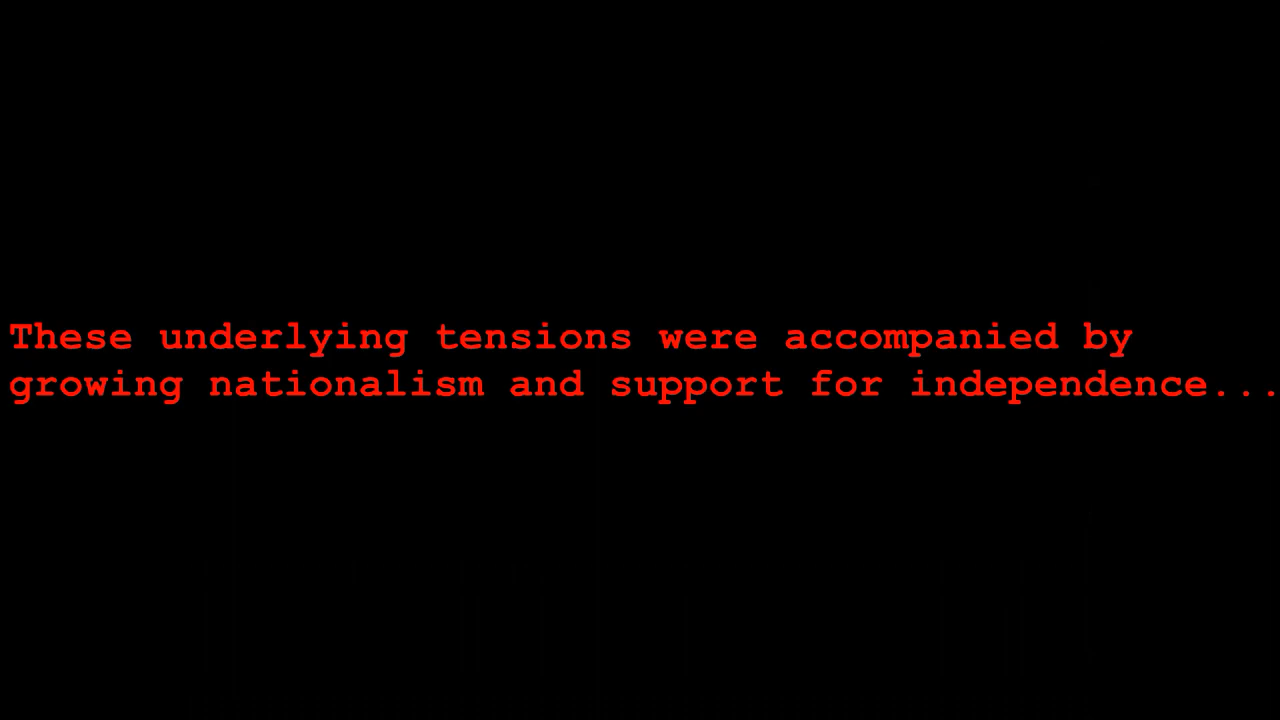 These underlying tensions were accompanied by
growing nationalism and support for independence...